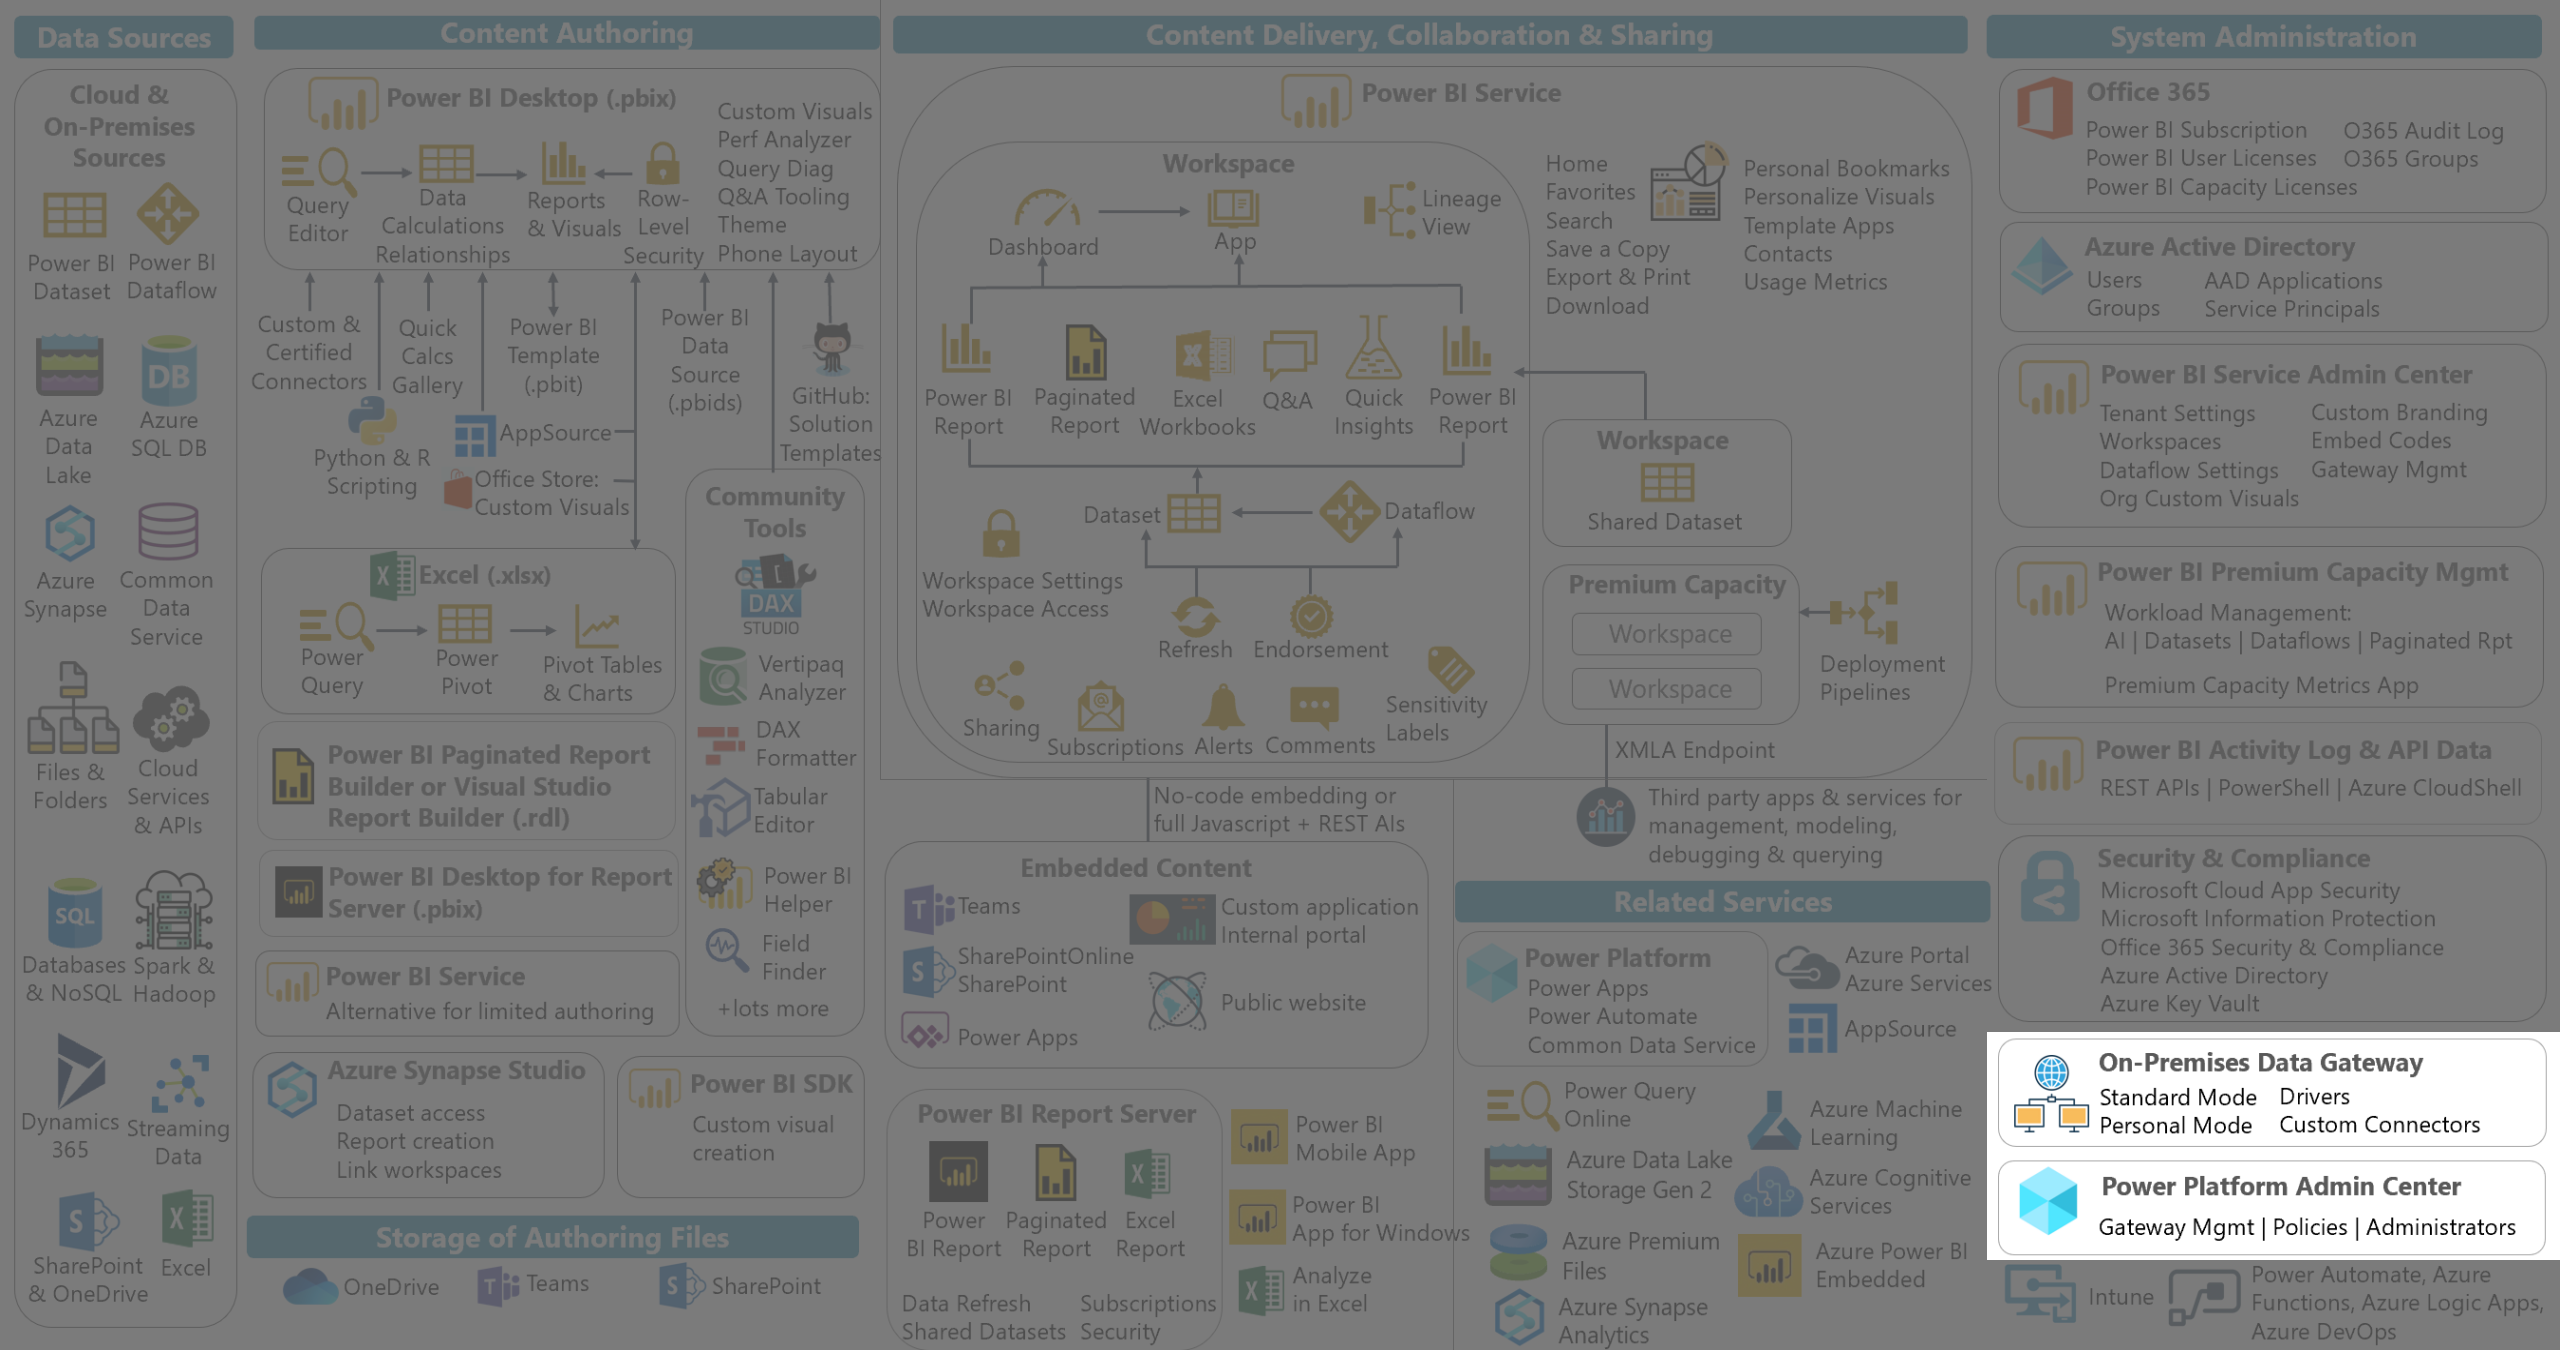 Data Sources
Cloud &
On-Premises
Sources
Power BI
Dataset
Power BI
Dataflow
Azure
Data
Lake
DB
Azure
SQL DB
Azure
Synapse
Common
Data
Service
Files &
Folders
Cloud
Services
& APIs
SQL
Databases
& NoSQL
Spark &
Hadoop
Dynamics
365
Streaming
Data
SharePoint
& OneDrive
Excel
Content Authoring
Power BI Desktop (.pbix)
Query
Editor
Data
Calculations
Relationships
Reports
& Visuals
Row-
Level
Security
Custom Visuals
Perf Analyzer
Query Diag
Q&A Tooling
Theme
Phone Layout
Custom &
Certified
Connectors
Python & R
Scripting
Quick
Calcs
Gallery
AppSource
Office Store:
Custom Visuals
Power BI
Template
(.pbit)
Power BI
Data
Source
(.pbids)
GitHub:
Solution
Templates
Excel (.xlsx)
Power
Query
Power
Pivot
Pivot Tables
& Charts
Power BI Paginated Report
Builder or Visual Studio
Report Builder (.rdl)
Power BI Desktop for Report
Server (.pbix)
Power BI Service
Alternative for limited authoring
Azure Synapse Studio
Dataset access
Report creation
Link workspaces
Power BI SDK
Custom visual
creation
Community
Tools
DAX
STUDIO
Vertipaq
Analyzer
DAX
Formatter
Tabular
Editor
Power BI
Helper
Field
Finder
+lots more
Storage of Authoring Files
OneDrive
Teams
SharePoint
Content Delivery, Collaboration & Sharing
Power BI Service
Workspace
Dashboard
App
Lineage
View
Power BI
Report
Paginated
Report
Excel
Workbooks
Q&A
Quick
Insights
Power BI
Report
Dataset
Dataflow
Workspace Settings
Workspace Access
Refresh
Endorsement
Sharing
Subscriptions
Alerts
Comments
Sensitivity
Labels
Home
Favorites
Search
Save a Copy
Export & Print
Download
Personal Bookmarks
Personalize Visuals
Template Apps
Contacts
Usage Metrics
Workspace
Shared Dataset
Premium Capacity
Workspace
Workspace
Deployment
Pipelines
XMLA Endpoint
Third party apps & services for
management, modeling,
debugging & querying
No-code embedding or
full Javascript + REST AIs
Embedded Content
Teams
SharePointOnline
SharePoint
Power Apps
Custom application
Internal portal
Public website
Power BI Report Server
Power
BI Report
Paginated
Report
Excel
Report
Data Refresh
Shared Datasets
Subscriptions
Security
Power BI
Mobile App
Power BI
App for Windows
Analyze
in Excel
Related Services
Power Platform
Power Apps
Power Automate
Common Data Service
Azure Portal
Azure Services
AppSource
Power Query
Online
Azure Machine
Learning
Azure Data Lake
Storage Gen 2
Azure Cognitive
Services
Azure Premium
Files
Azure Power BI
Embedded
Azure Synapse
Analytics
System Administration
Office 365
Power BI Subscription
Power BI User Licenses
Power BI Capacity Licenses
O365 Audit Log
O365 Groups
Azure Active Directory
Users
Groups
AAD Applications
Service Principals
Power BI Service Admin Center
Tenant Settings
Workspaces
Dataflow Settings
Org Custom Visuals
Custom Branding
Embed Codes
Gateway Mgmt
Power BI Premium Capacity Mgmt
Workload Management:
AI | Datasets | Dataflows | Paginated Rpt
Premium Capacity Metrics App
Power BI Activity Log & API Data
REST APIs | PowerShell | Azure CloudShell
Security & Compliance
Microsoft Cloud App Security
Microsoft Information Protection
Office 365 Security & Compliance
Azure Active Directory
Azure Key Vault
On-Premises Data Gateway
Standard Mode
Personal Mode
Drivers
Custom Connectors
Power Platform Admin Center
Gateway Mgmt | Policies | Administrators
Intune
Power Automate, Azure
Functions, Azure Logic Apps,
Azure DevOps